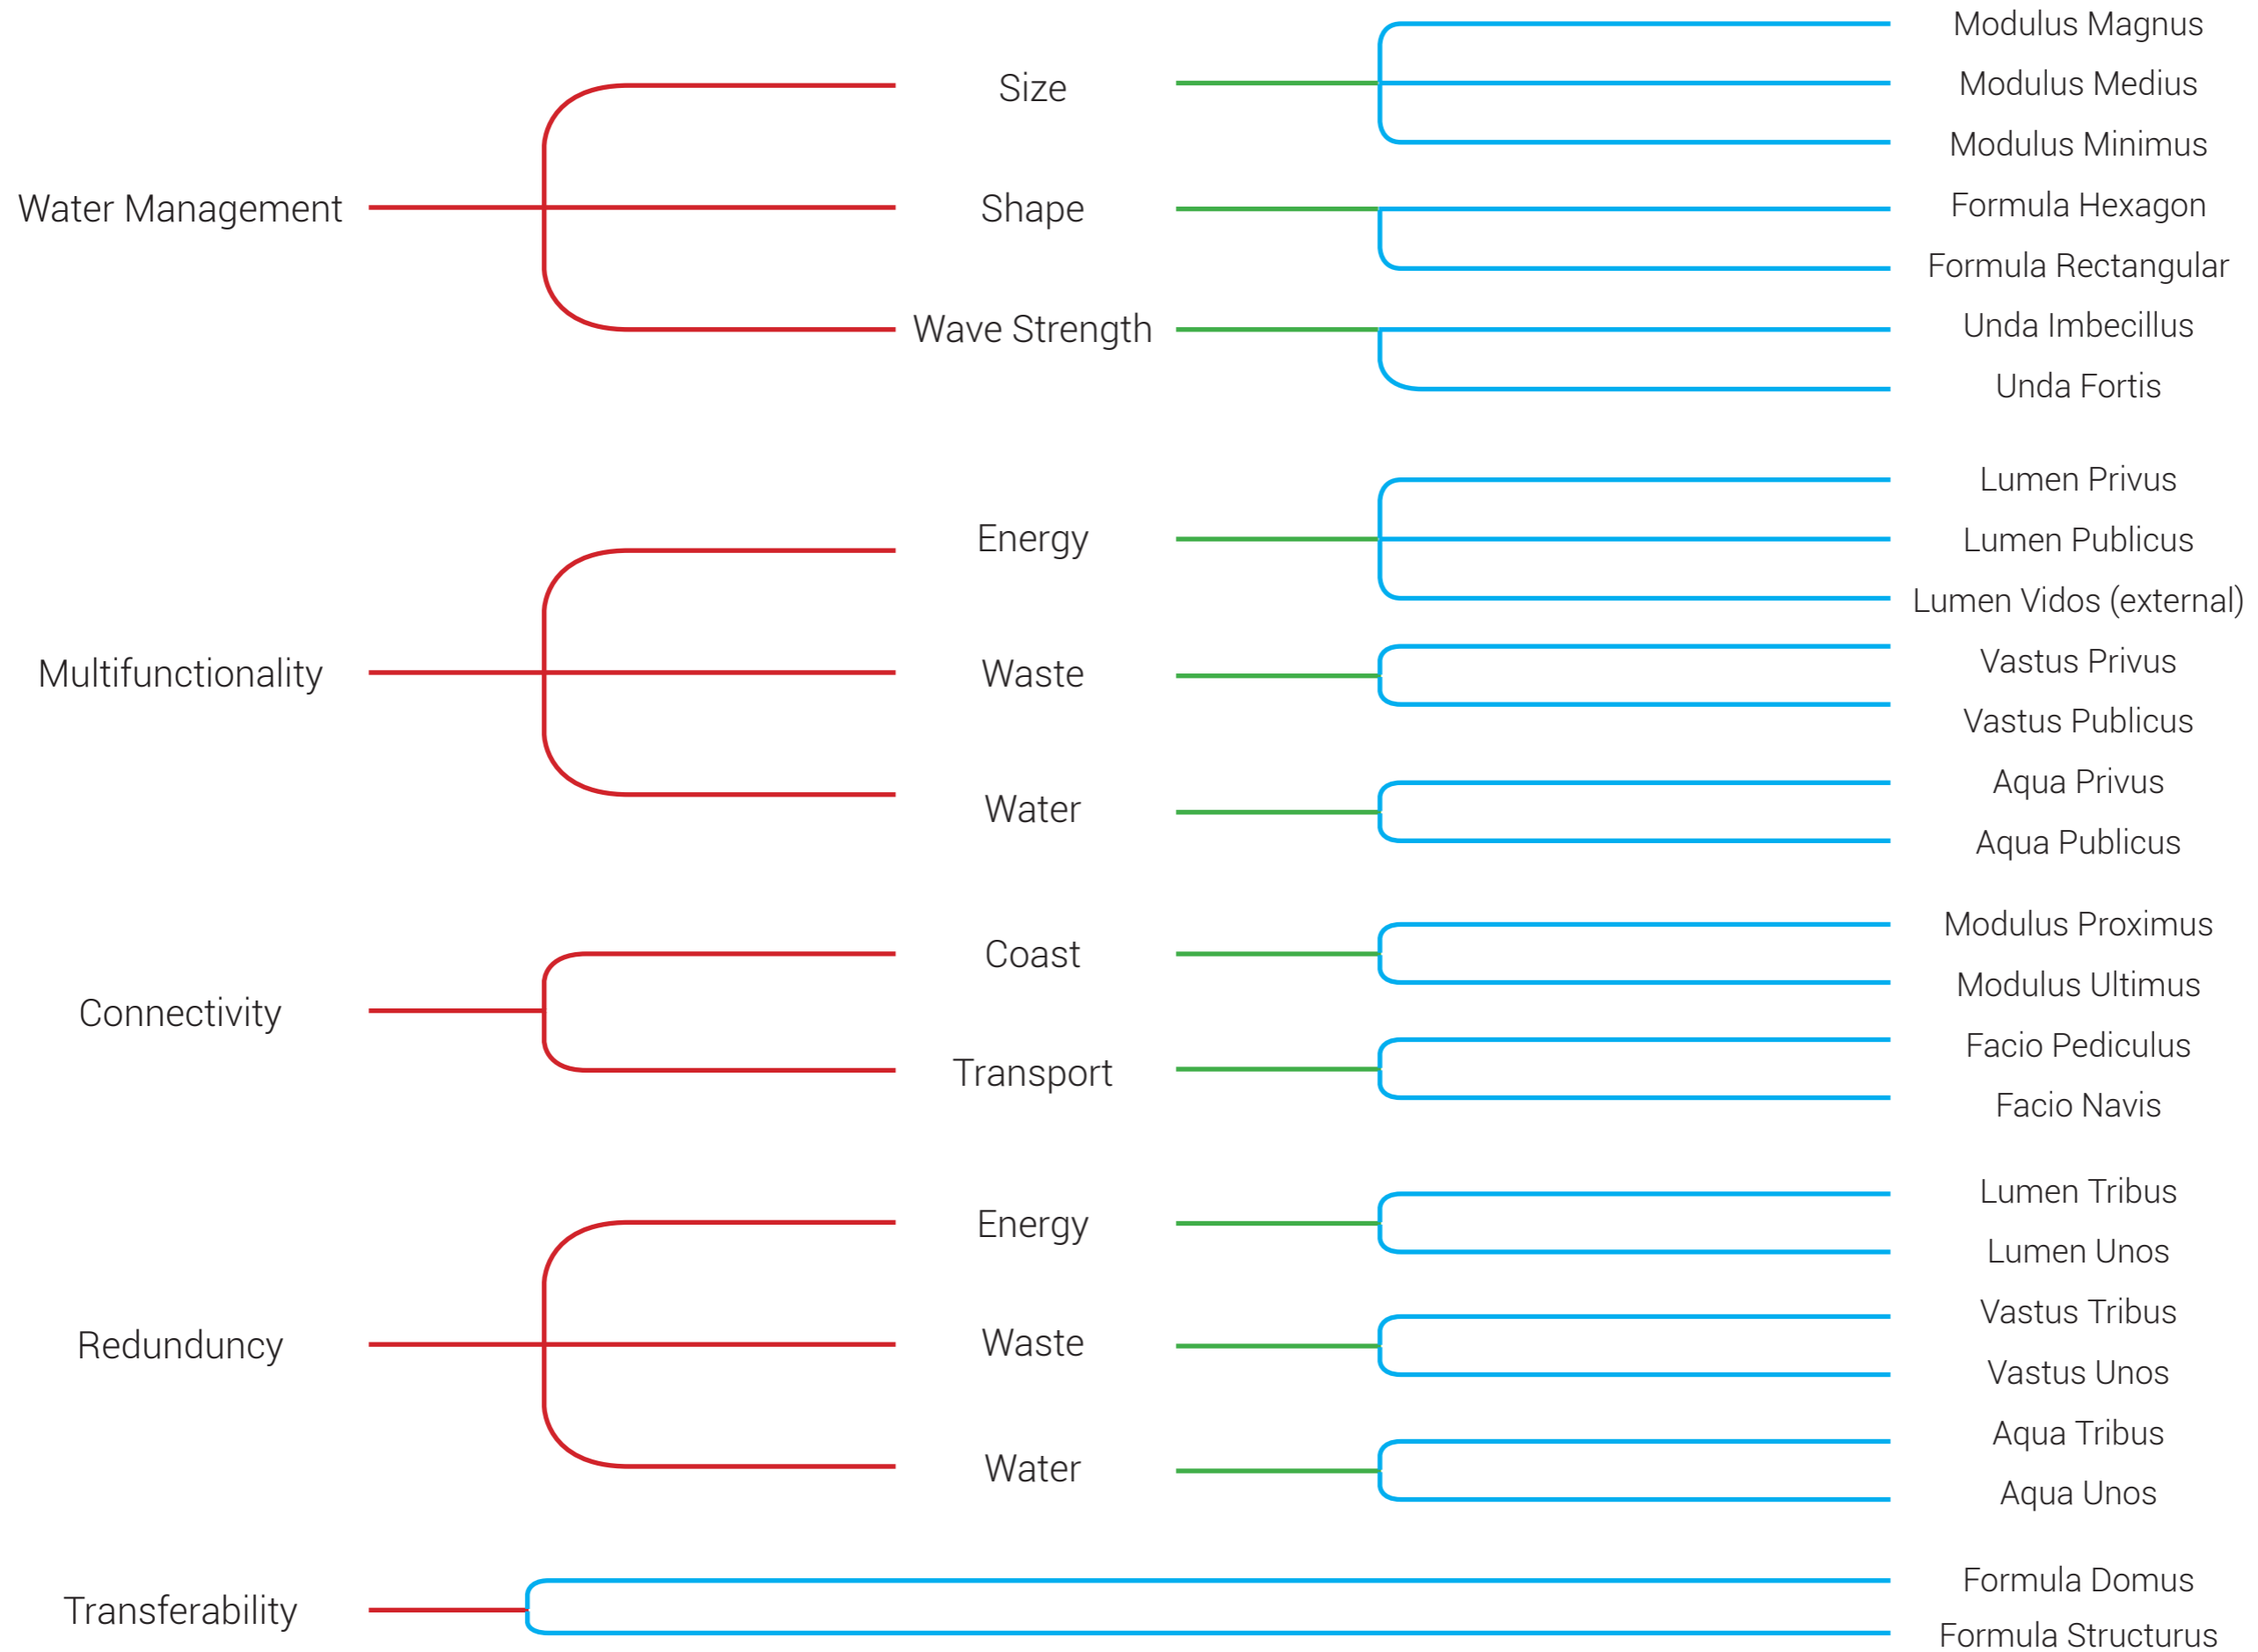 Water Management
Size
Modulus Magnus
Modulus Medius
Modulus Minimus
Shape
Formula Hexagon
Formula Rectangular
Wave Strength
Unda Imbecillus
Unda Fortis
Multifunctionality
Energy
Lumen Privus
Lumen Publicus
Lumen Vidos (external)
Waste
Vastus Privus
Vastus Publicus
Water
Aqua Privus
Aqua Publicus
Connectivity
Coast
Modulus Proximus
Modulus Ultimus
Transport
Facio Pediculus
Facio Navis
Redunduncy
Energy
Lumen Tribus
Lumen Unos
Waste
Vastus Tribus
Vastus Unos
Water
Aqua Tribus
Aqua Unos
Transferability
Formula Domus
Formula Structurus